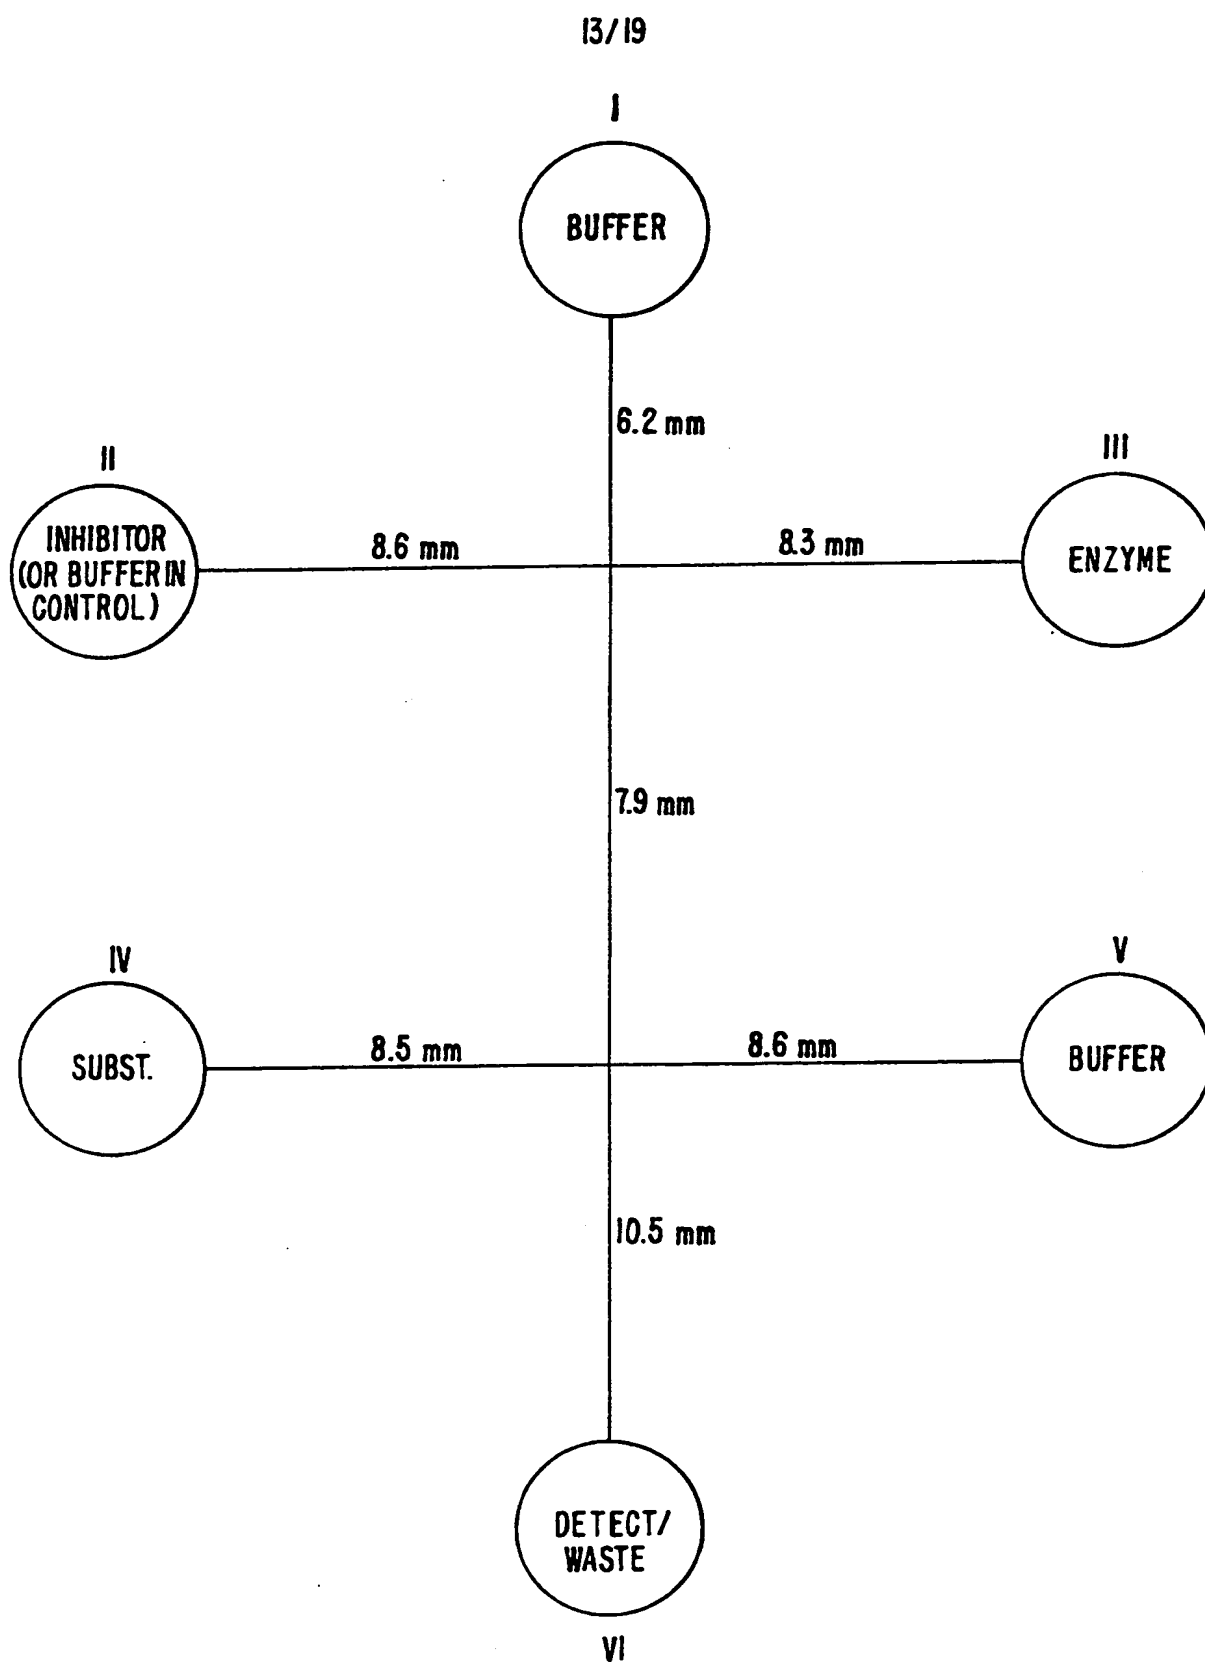 13/19
I
BUFFER
6.2 mm
II
III
INHIBITOR
(OR BUFFER IN
CONTROL)
8.6 mm
8.3 mm
ENZYME
7.9 mm
IV
V
SUBST.
8.5 mm
8.6 mm
BUFFER
10.5 mm
DETECT/
WASTE
VI